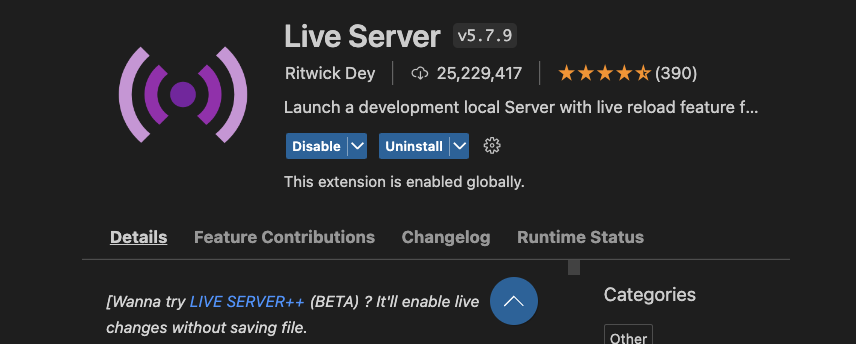 Live Server v5.7.9
Ritwick Dey 25,229,417 (390)
Launch a development local Server with live reload feature f...
Disable Uninstall
This extension is enabled globally.
Details Feature Contributions Changelog Runtime Status
[Wanna try LIVE SERVER++ (BETA) ? It'll enable live
changes without saving file.
Categories
Other